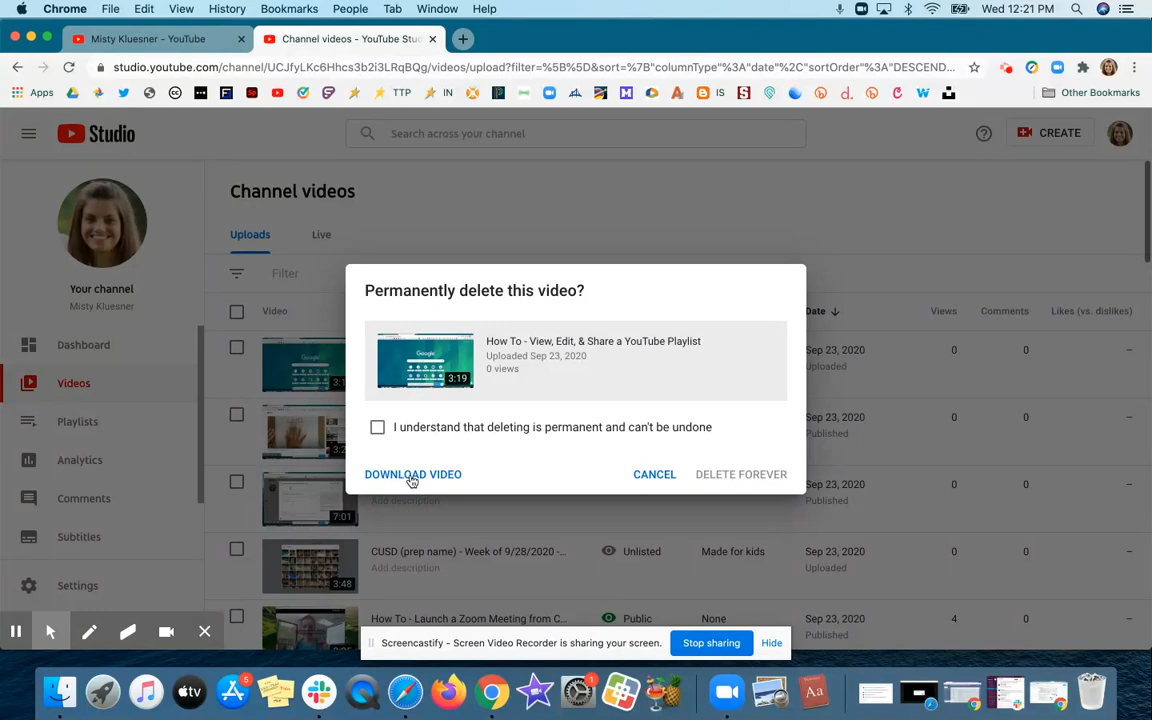 Chrome File Edit View History Bookmarks People Tab Window Help Wed 12:21 PM
Misty Kluesner - YouTube × Channel videos - YouTube Stu × +
studio.youtube.com/channel/UCJfyLKc6Hhcs3b2i3LRqBQg/videos/upload?filter=%5B%5D&sort=%7B"columnType"%3A"date"%2C"sortOrder"%3A"DESCEND...
Apps TTP IN IS Other Bookmarks
Studio Search across your channel CREATE
Channel videos
Uploads Live
Filter
Your channel
Misty Kluesner
Dashboard
Videos
Playlists
Analytics
Comments
Subtitles
Settings
Video Date Views Comments Likes (vs. dislikes)
Permanently delete this video?
How To - View, Edit, & Share a YouTube Playlist
Uploaded Sep 23, 2020
0 views
3:19
I understand that deleting is permanent and can't be undone
DOWNLOAD VIDEO CANCEL DELETE FOREVER
Sep 23, 2020 0 0 –
Uploaded
Sep 23, 2020 0 0 –
Published
Sep 23, 2020 0 0 –
Published
7:01
Add description
CUSD (prep name) - Week of 9/28/2020 -... Unlisted Made for kids Sep 23, 2020 0 0 –
Add description Uploaded
3:48
How To - Launch a Zoom Meeting from C... Public None Sep 23, 2020 4 0 –
Published
Screencastify - Screen Video Recorder is sharing your screen. Stop sharing Hide
5
tv
1
Aa